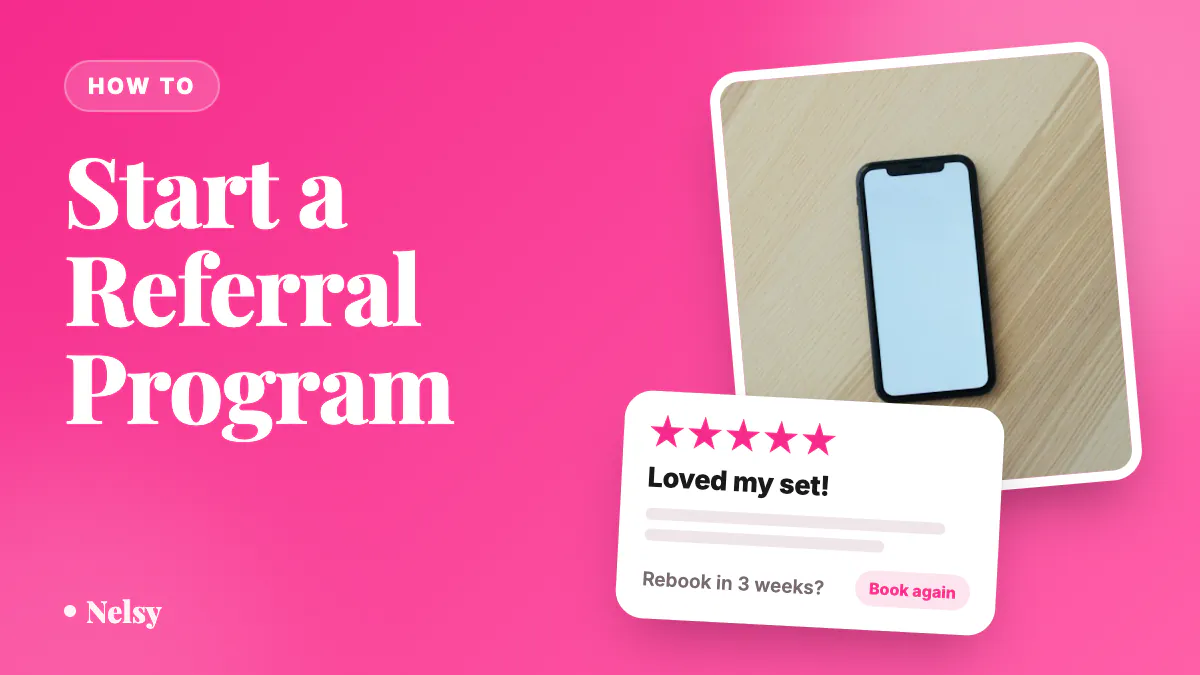 HOW TO
Start a
Referral
Program
Loved my set!
Rebook in 3 weeks?
Book again
Nelsy